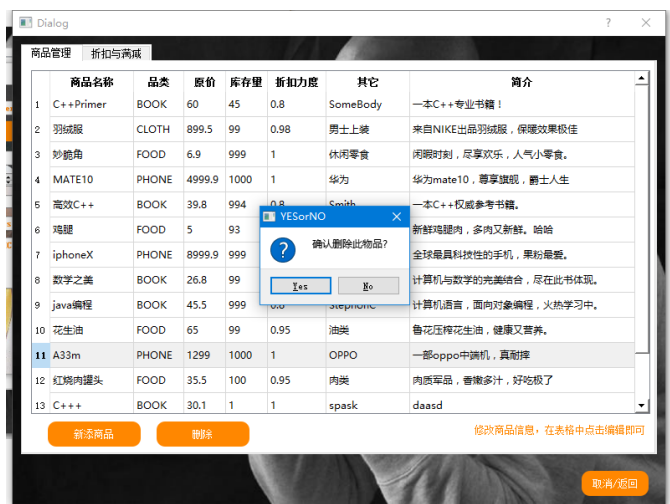 Dialog
商品管理 折扣与满减
商品名称 品类 原价 库存量 折扣力度 其它 简介
1 C++Primer BOOK 60 45 0.8 SomeBody 一本C++专业书籍！
2 羽绒服 CLOTH 899.5 99 0.98 男士上装 来自NIKE出品羽绒服，保暖效果极佳
3 妙脆角 FOOD 6.9 999 1 休闲零食 闲暇时刻，尽享欢乐，人气小零食。
4 MATE10 PHONE 4999.9 1000 1 华为 华为mate10，尊享旗舰，爵士人生
5 高效C++ BOOK 39.8 994 0.8 Smith 一本C++权威参考书籍。
6 鸡腿 FOOD 5 93 新鲜鸡腿肉，多肉又新鲜。哈哈
7 iphoneX PHONE 8999.9 999 全球最具科技性的手机，果粉最爱。
8 数学之美 BOOK 26.8 99 计算机与数学的完美结合，尽在此书体现。
9 java编程 BOOK 45.5 999 0.8 StephonC 计算机语言，面向对象编程，火热学习中。
10 花生油 FOOD 65 99 0.95 油类 鲁花压榨花生油，健康又营养。
11 A33m PHONE 1299 1000 1 OPPO 一部oppo中端机，真耐摔
12 红烧肉罐头 FOOD 35.5 100 0.95 肉类 肉质军品，香嫩多汁，好吃极了
13 C+++ BOOK 30.1 1 1 spask daasd
YESorNO
确认删除此物品?
Yes No
新添商品 删除 修改商品信息，在表格中点击编辑即可
取消/返回